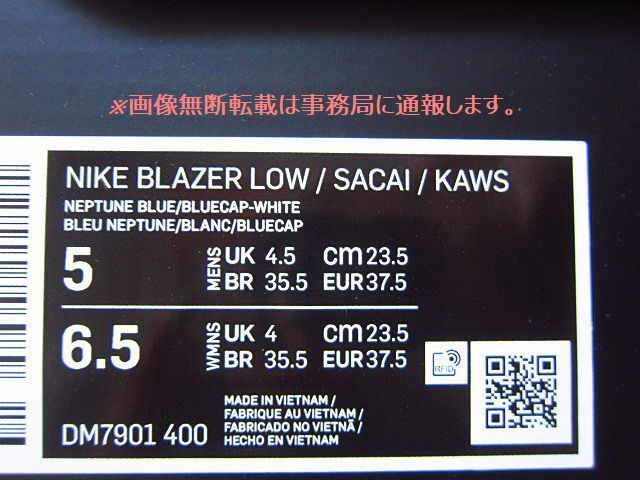 ※画像無断転載は事務局に通報します。
NIKE BLAZER LOW / SACAI / KAWS
NEPTUNE BLUE/BLUECAP-WHITE
BLEU NEPTUNE/BLANC/BLUECAP
5 MENS UK 4.5 cm 23.5
BR 35.5 EUR 37.5
6.5 WMNS UK 4 cm 23.5
BR 35.5 EUR 37.5
RFID
MADE IN VIETNAM /
FABRIQUE AU VIETNAM /
FABRICADO NO VIETNÃ /
HECHO EN VIETNAM
DM7901 400